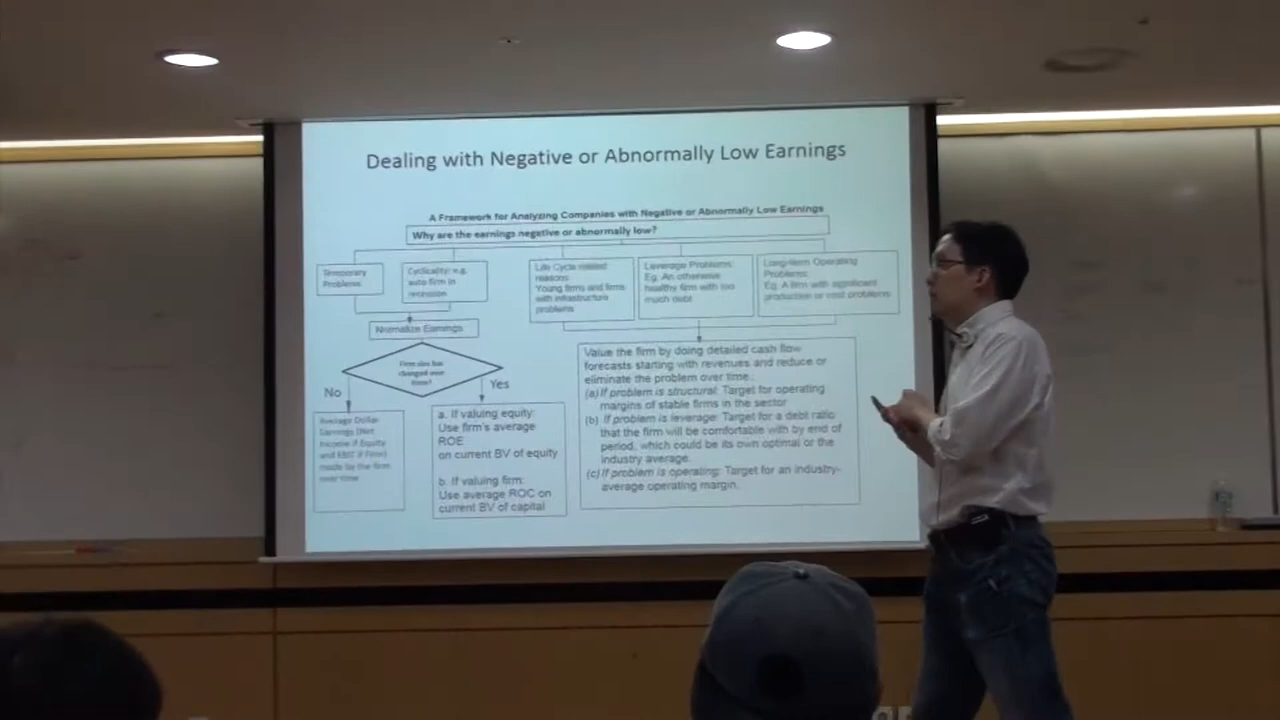 Dealing with Negative or Abnormally Low Earnings
A Framework for Analyzing Companies with Negative or Abnormally Low Earnings
Why are the earnings negative or abnormally low?
Temporary
Problems
Cyclicality: e.g.
auto firm in
recession
Life Cycle related
reasons:
Young firms and firms
with infrastructure
problems
Leverage Problems:
Eg. An otherwise
healthy firm with too
much debt
Long-term Operating
Problems
Eg. A firm with significant
production or cost problems
Normalize Earnings
Firm size has
changed over
time?
No
Yes
Average Dollar
Earnings (Net
Income if Equity
and EBIT if Firm)
made by the firm
over time
a. If valuing equity:
Use firm's average
ROE
on current BV of equity
b. If valuing firm:
Use average ROC on
current BV of capital
Value the firm by doing detailed cash flow
forecasts starting with revenues and reduce or
eliminate the problem over time.:
(a) If problem is structural: Target for operating
margins of stable firms in the sector
(b) If problem is leverage: Target for a debt ratio
that the firm will be comfortable with by end of
period, which could be its own optimal or the
industry average.
(c) If problem is operating: Target for an industry-
average operating margin.